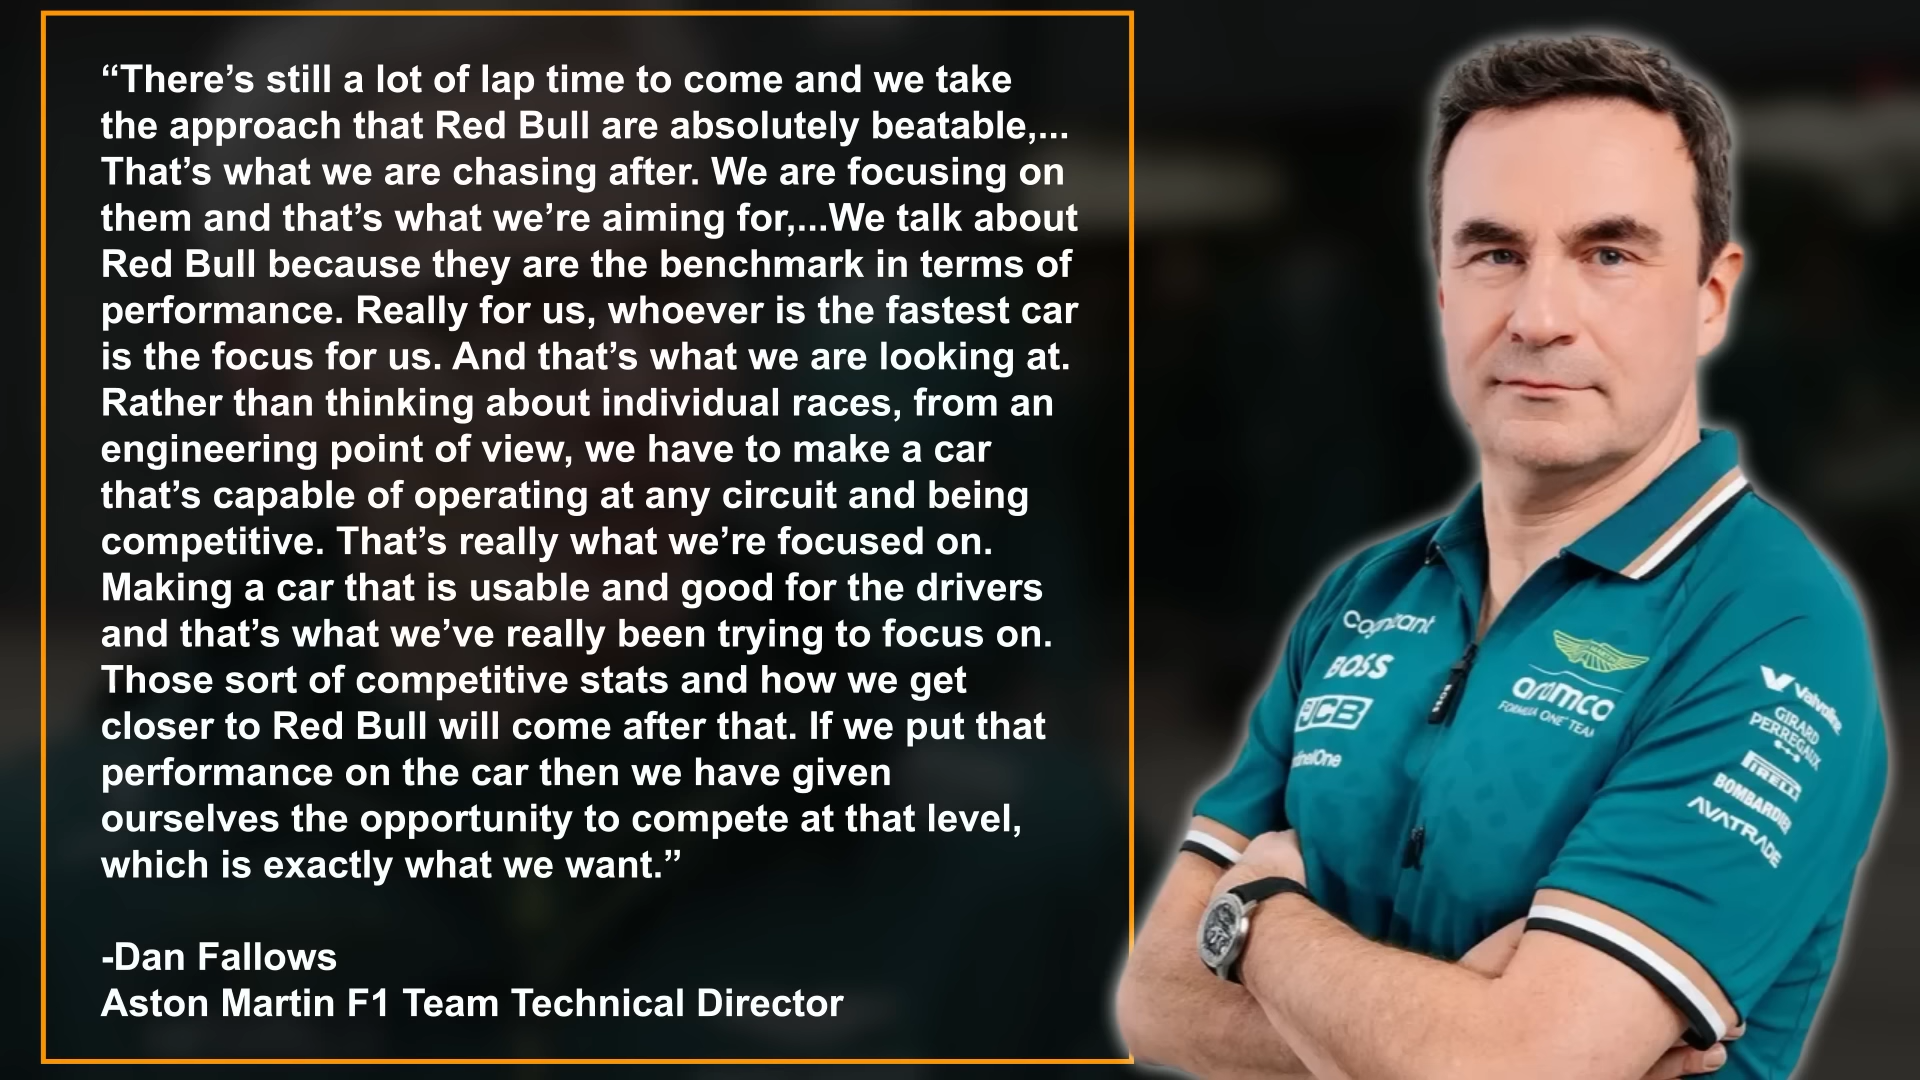 “There’s still a lot of lap time to come and we take
the approach that Red Bull are absolutely beatable,...
That’s what we are chasing after. We are focusing on
them and that’s what we’re aiming for,...We talk about
Red Bull because they are the benchmark in terms of
performance. Really for us, whoever is the fastest car
is the focus for us. And that’s what we are looking at.
Rather than thinking about individual races, from an
engineering point of view, we have to make a car
that’s capable of operating at any circuit and being
competitive. That’s really what we’re focused on.
Making a car that is usable and good for the drivers
and that’s what we’ve really been trying to focus on.
Those sort of competitive stats and how we get
closer to Red Bull will come after that. If we put that
performance on the car then we have given
ourselves the opportunity to compete at that level,
which is exactly what we want.”
-Dan Fallows
Aston Martin F1 Team Technical Director
Cognizant
BOSS
JCB
aramco
FORMULA ONE TEAM
Valvoline
GIRARD
PERREGAUX
PIRELLI
BOMBARDIER
AVATRADE